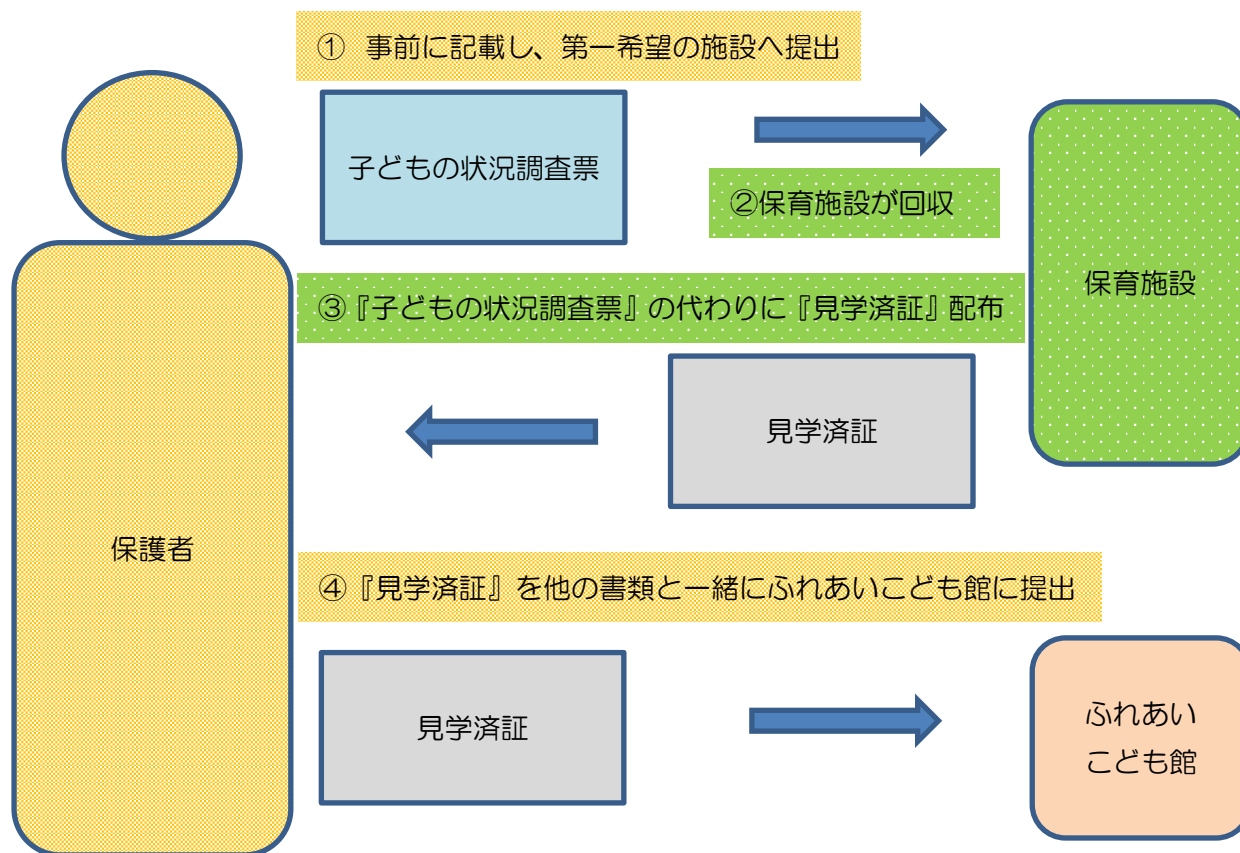 ① 事前に記載し、第一希望の施設へ提出
子どもの状況調査票
②保育施設が回収
保育施設
③『子どもの状況調査票』の代わりに『見学済証』配布
見学済証
保護者
④『見学済証』を他の書類と一緒にふれあいこども館に提出
見学済証
ふれあい
こども館